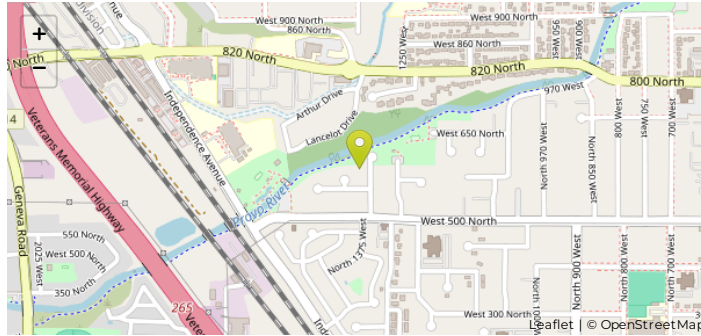 +
−
Division
West 900 North
860 North
West 900 North
West 860 North
1250 West
950 West
900 West
820 North
820 North
800 North
0 North
970 West
Arthur Drive
Lancelot Drive
Independence Avenue
Veterans Memorial Highway
4
Geneva Road
West 650 North
North 970 West
North 850 West
800 West
750 West
700 West
Provo River
West 500 North
550 North
West 500 North
350 North
2025 West
North 1375 West
North 900 West
North 800 West
North 700 West
West 300 North
265
Leaflet | © OpenStreetMap